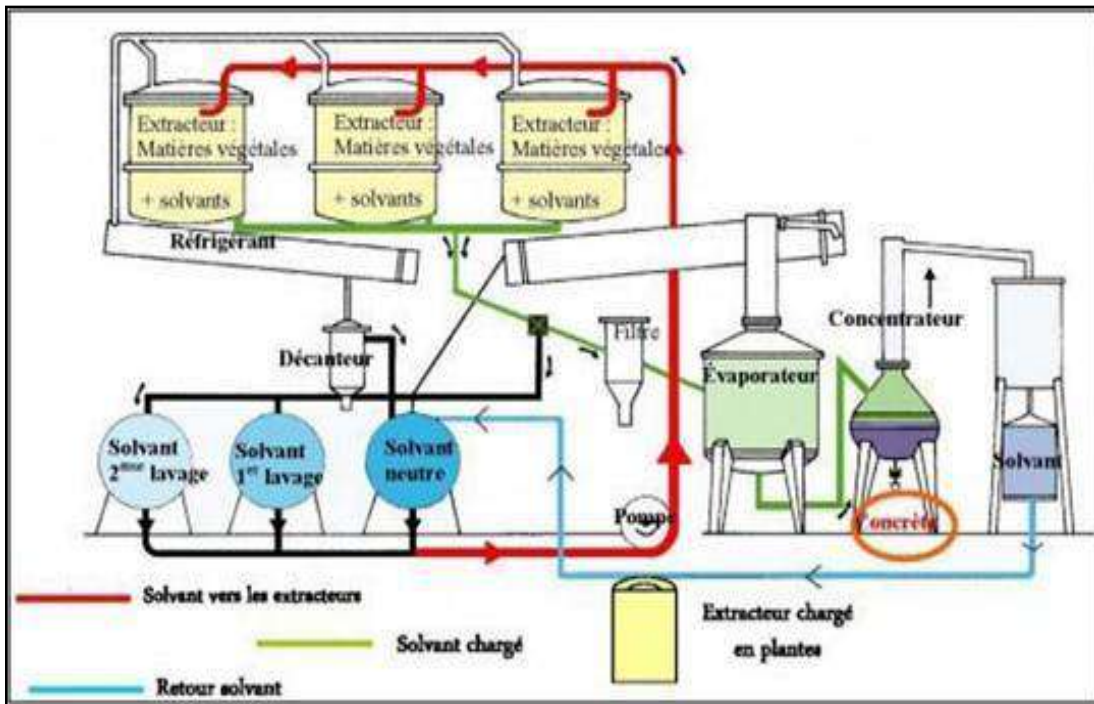 Extracteur :
Matières végétales
+ solvants
Extracteur :
Matières végétales
+ solvants
Extracteur :
Matières végétales
+ solvants
Réfrigérant
Décanteur
Filtre
Évaporateur
Concentrateur
Solvant
2ème lavage
Solvant
1er lavage
Solvant
neutre
Pompe
Concrète
Solvant
Solvant vers les extracteurs
Solvant chargé
Retour solvant
Extracteur chargé
en plantes